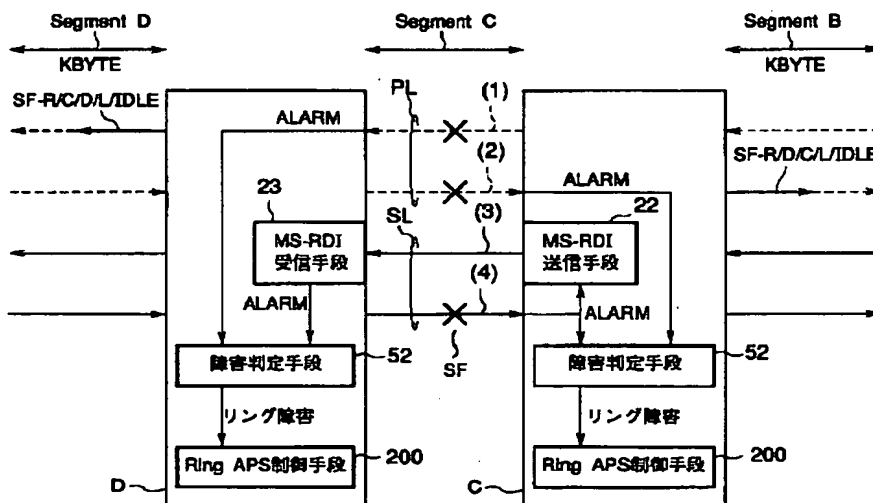 Segment D
Segment C
Segment B
KBYTE
KBYTE
SF-R/C/D/L/IDLE
ALARM
PL
(1)
(2)
ALARM
SF-R/D/C/L/IDLE
23
SL
(3)
22
MS-RDI
受信手段
MS-RDI
送信手段
(4)
ALARM
ALARM
SF
障害判定手段
52
障害判定手段
52
リング障害
リング障害
Ring APS制御手段
200
Ring APS制御手段
200
D
C